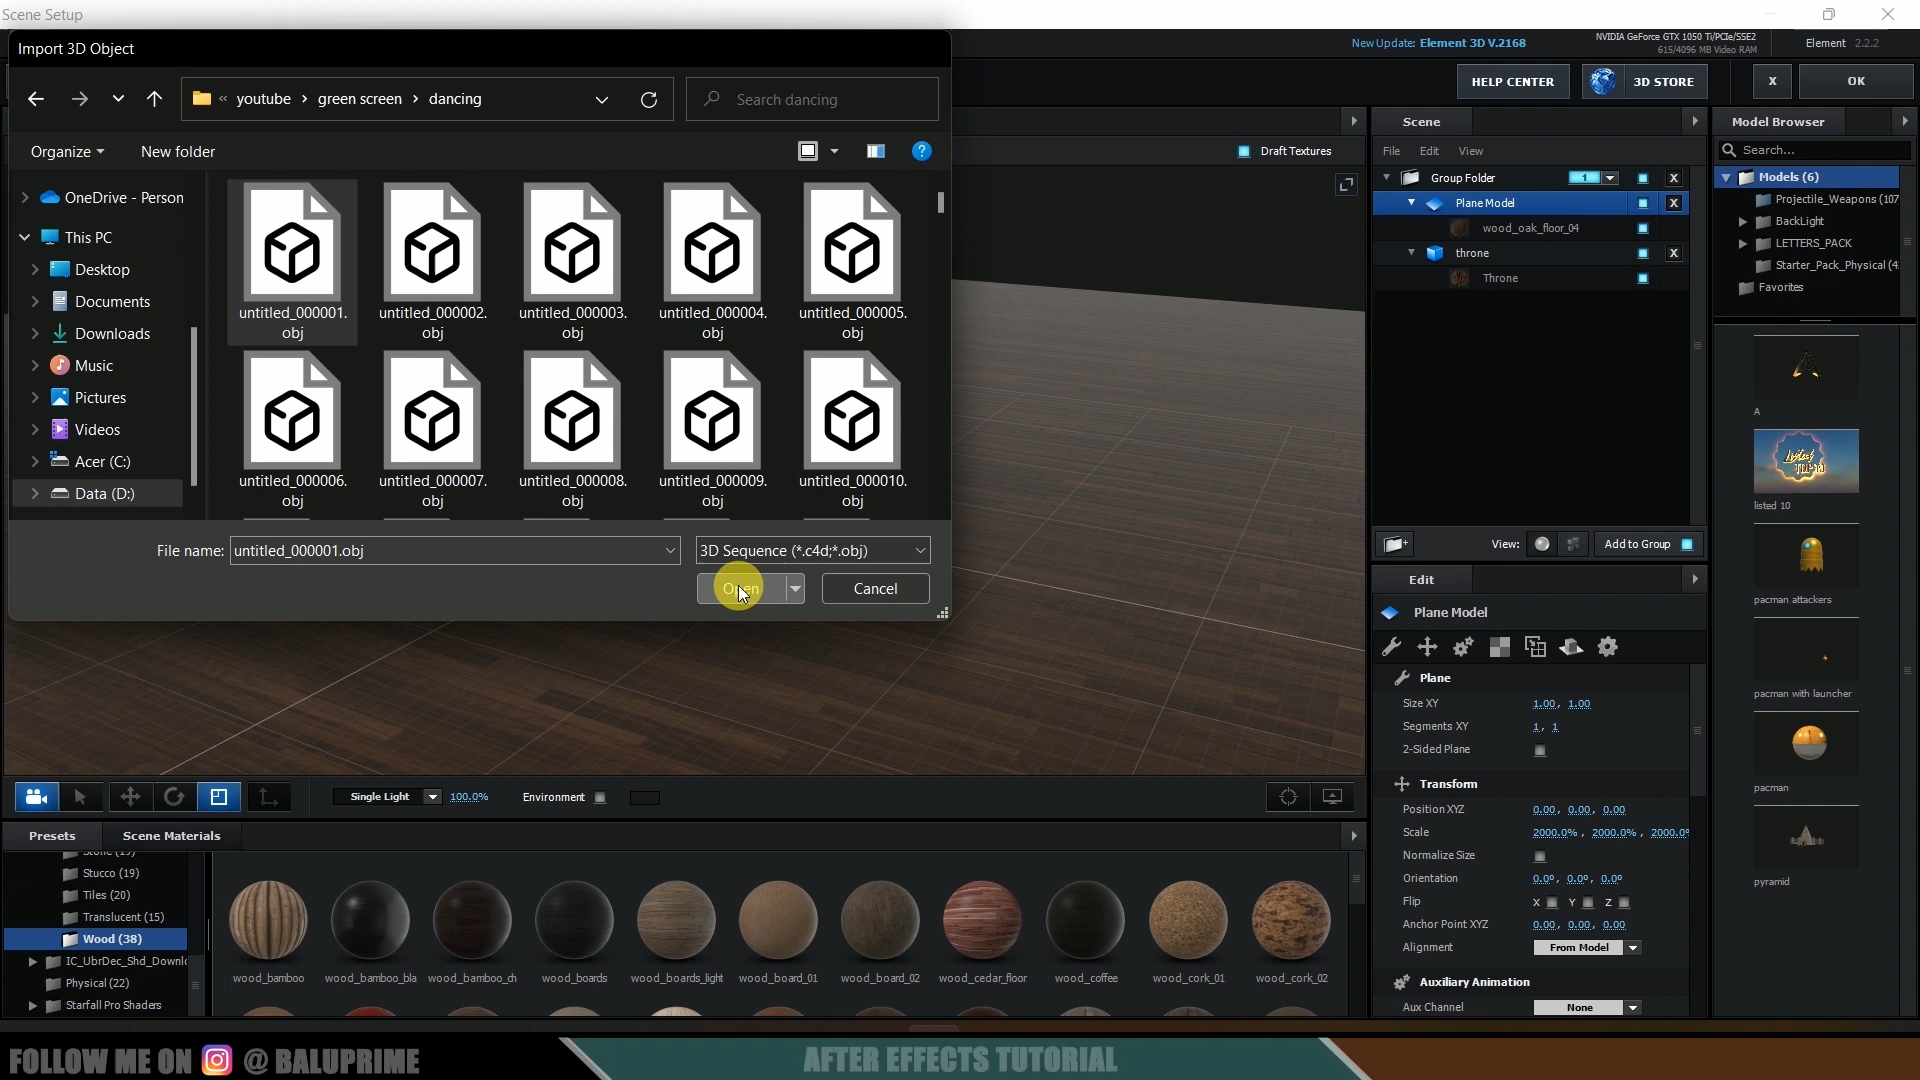 Scene Setup
Import 3D Object
New Update: Element 3D V.2168
NVIDIA GeForce GTX 1050 Ti/PCIe/SSE2
615/4096 MB Video RAM
Element 2.2.2
« youtube > green screen > dancing
Search dancing
HELP CENTER
3D STORE
X
OK
Organize
New folder
?
Draft Textures
Scene
Model Browser
File Edit View
Search...
Group Folder
1
X
Plane Model
X
wood_oak_floor_04
throne
X
Throne
Models (6)
Projectile_Weapons (107
BackLight
LETTERS_PACK
Starter_Pack_Physical (4
Favorites
OneDrive - Person
This PC
Desktop
Documents
Downloads
Music
Pictures
Videos
Acer (C:)
Data (D:)
untitled_000001.
obj
untitled_000002.
obj
untitled_000003.
obj
untitled_000004.
obj
untitled_000005.
obj
untitled_000006.
obj
untitled_000007.
obj
untitled_000008.
obj
untitled_000009.
obj
untitled_000010.
obj
File name: untitled_000001.obj
3D Sequence (*.c4d;*.obj)
Open
Cancel
View:
Add to Group
A
listed 10
pacman attackers
pacman with launcher
pacman
pyramid
Edit
Plane Model
Plane
Size XY 1.00, 1.00
Segments XY 1, 1
2-Sided Plane
Transform
Position XYZ 0.00, 0.00, 0.00
Scale 2000.0%, 2000.0%, 2000.0%
Normalize Size
Orientation 0.0º, 0.0º, 0.0º
Flip X Y Z
Anchor Point XYZ 0.00, 0.00, 0.00
Alignment From Model
Auxiliary Animation
Aux Channel None
Single Light
100.0%
Environment
Presets
Scene Materials
Stone (19)
Stucco (19)
Tiles (20)
Translucent (15)
Wood (38)
IC_UbrDec_Shd_Downl
Physical (22)
Starfall Pro Shaders
wood_bamboo
wood_bamboo_bla
wood_bamboo_ch
wood_boards
wood_boards_light
wood_board_01
wood_board_02
wood_cedar_floor
wood_coffee
wood_cork_01
wood_cork_02
FOLLOW ME ON @ BALUPRIME
AFTER EFFECTS TUTORIAL